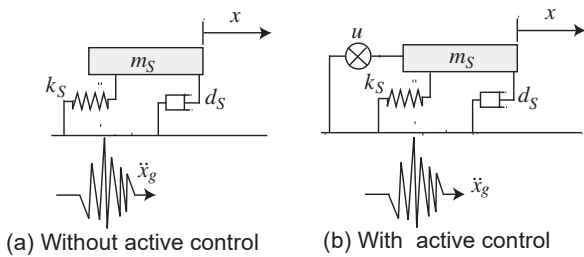 x
m_S
k_S
d_S
ẍ_g
(a) Without active control
x
u
m_S
k_S
d_S
ẍ_g
(b) With active control